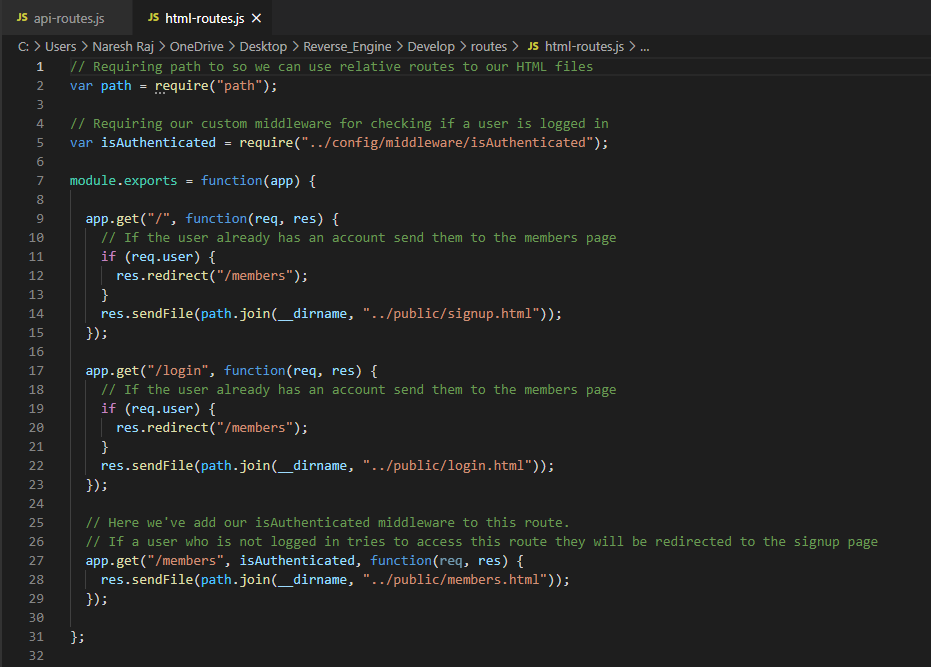 JS api-routes.js JS html-routes.js ×
C: > Users > Naresh Raj > OneDrive > Desktop > Reverse_Engine > Develop > routes > JS html-routes.js > ...
1 // Requiring path to so we can use relative routes to our HTML files
2 var path = require("path");
3
4 // Requiring our custom middleware for checking if a user is logged in
5 var isAuthenticated = require("../config/middleware/isAuthenticated");
6
7 module.exports = function(app) {
8
9   app.get("/", function(req, res) {
10     // If the user already has an account send them to the members page
11     if (req.user) {
12       res.redirect("/members");
13     }
14     res.sendFile(path.join(__dirname, "../public/signup.html"));
15   });
16
17   app.get("/login", function(req, res) {
18     // If the user already has an account send them to the members page
19     if (req.user) {
20       res.redirect("/members");
21     }
22     res.sendFile(path.join(__dirname, "../public/login.html"));
23   });
24
25   // Here we've add our isAuthenticated middleware to this route.
26   // If a user who is not logged in tries to access this route they will be redirected to the signup page
27   app.get("/members", isAuthenticated, function(req, res) {
28     res.sendFile(path.join(__dirname, "../public/members.html"));
29   });
30
31 };
32